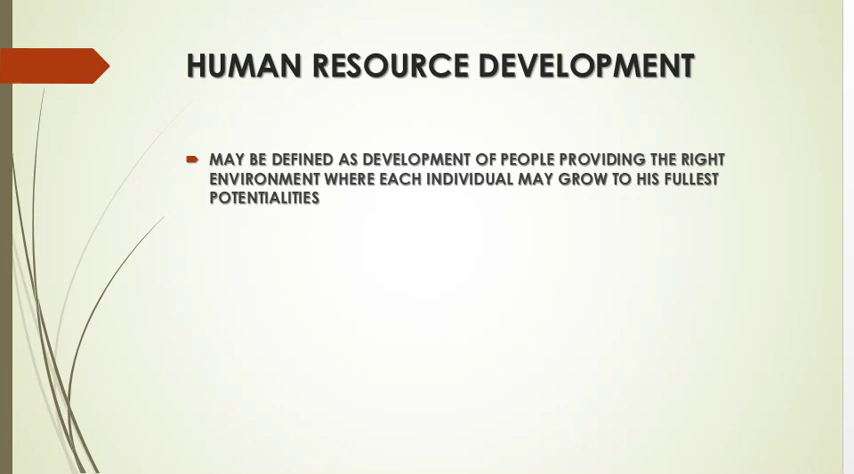 HUMAN RESOURCE DEVELOPMENT
MAY BE DEFINED AS DEVELOPMENT OF PEOPLE PROVIDING THE RIGHT
ENVIRONMENT WHERE EACH INDIVIDUAL MAY GROW TO HIS FULLEST
POTENTIALITIES